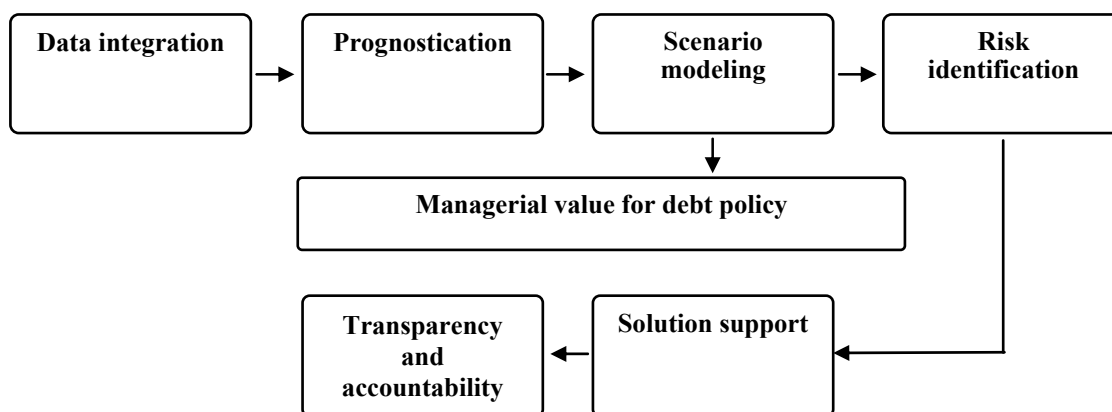 Data integration
Prognostication
Scenario
modeling
Risk
identification
Managerial value for debt policy
Transparency
and
accountability
Solution support